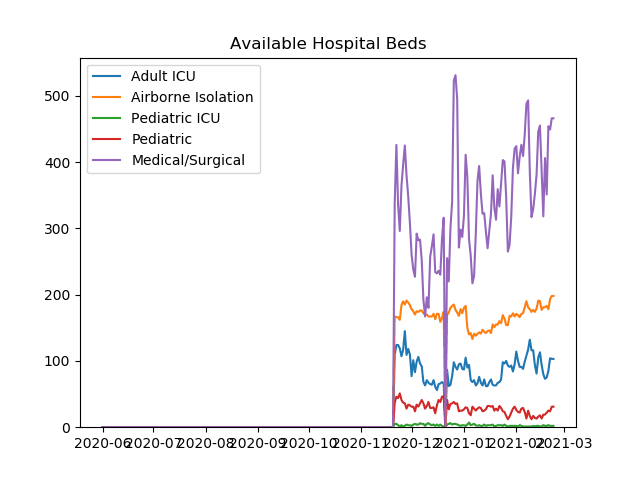 Available Hospital Beds
Adult ICU
Airborne Isolation
Pediatric ICU
Pediatric
Medical/Surgical
500
400
300
200
100
0
2020-06 2020-07 2020-08 2020-09 2020-10 2020-11 2020-12 2021-01 2021-02 2021-03